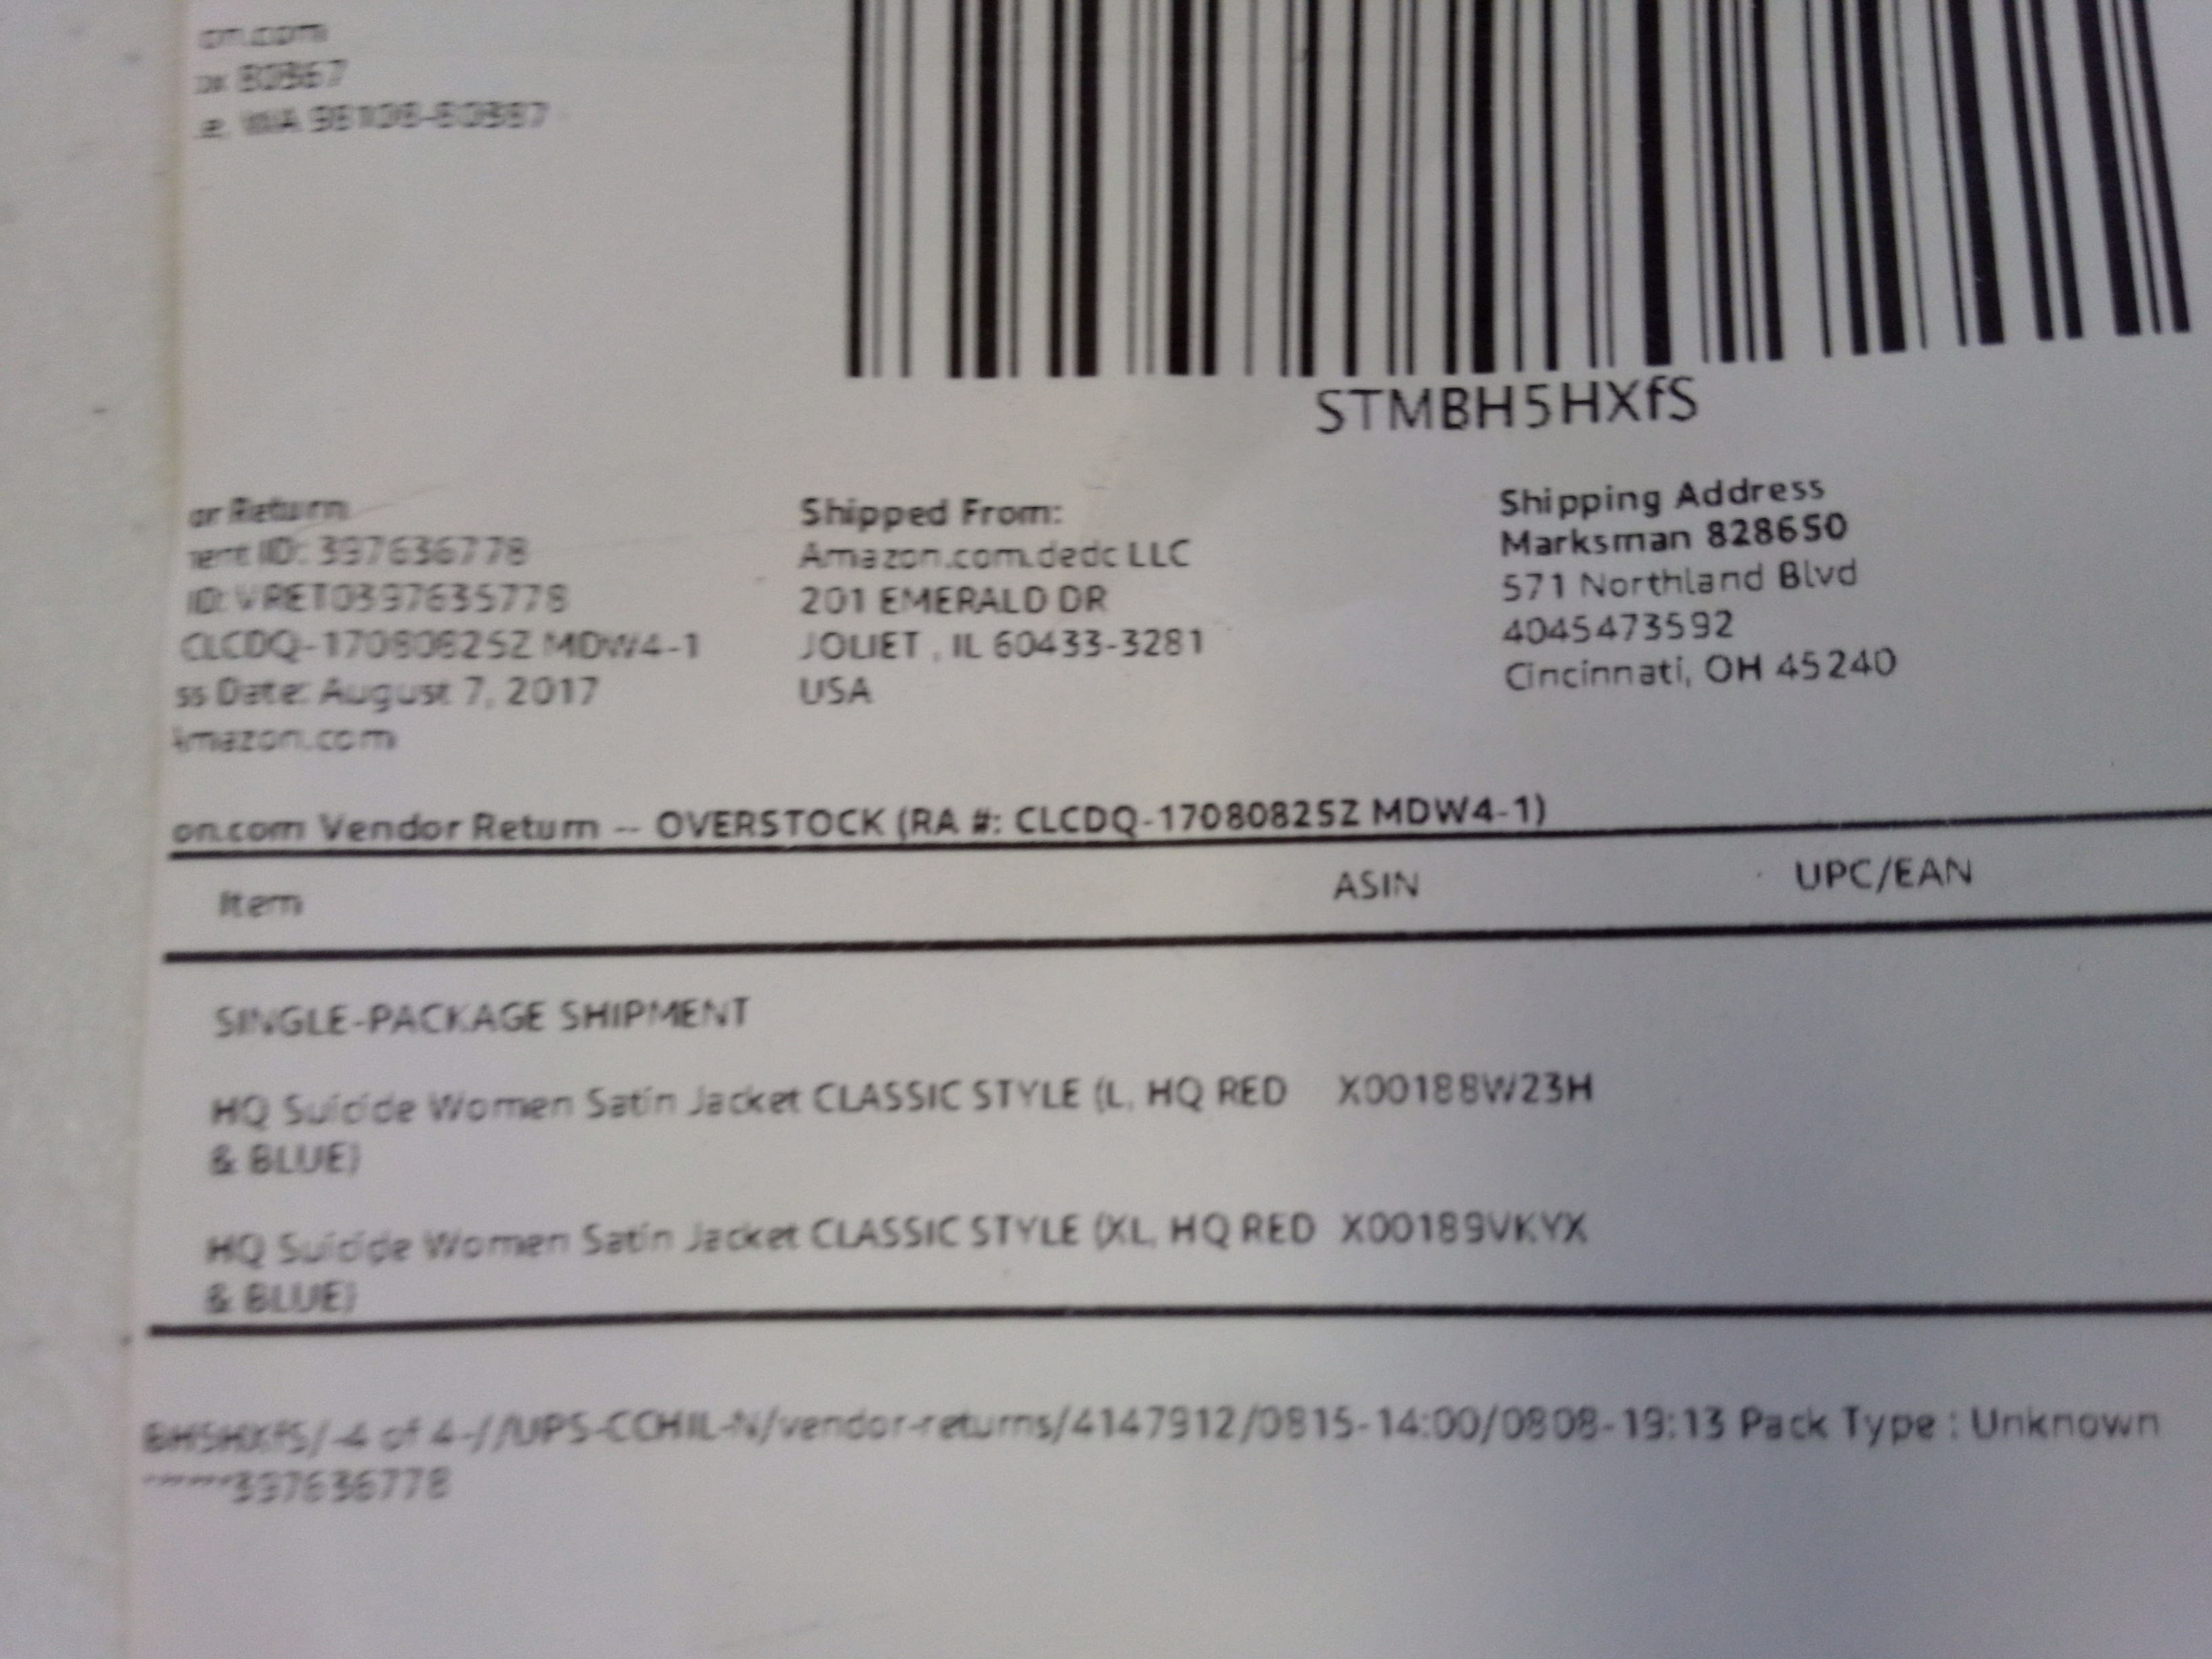 on.com
ox 80387
e, WA 98108-80387
STMBH5HXfS
or Return
ment ID: 397636778
ID: VRET0397636778
CLCDQ-17080825Z MDW4-1
ss Date: August 7, 2017
Amazon.com
Shipped From:
Amazon.com.dedc LLC
201 EMERALD DR
JOLIET , IL 60433-3281
USA
Shipping Address
Marksman 828650
571 Northland Blvd
4045473592
Cincinnati, OH 45240
on.com Vendor Return -- OVERSTOCK (RA #: CLCDQ-17080825Z MDW4-1)
Item ASIN UPC/EAN
SINGLE-PACKAGE SHIPMENT
HQ Suicide Women Satin Jacket CLASSIC STYLE (L, HQ RED X00188W23H
& BLUE)
HQ Suicide Women Satin Jacket CLASSIC STYLE (XL, HQ RED X00189VKYX
& BLUE)
BH5HXfS/-4 of 4-//UPS-CCHIL-N/vendor-returns/4147912/0815-14:00/0808-19:13 Pack Type : Unknown
397636778